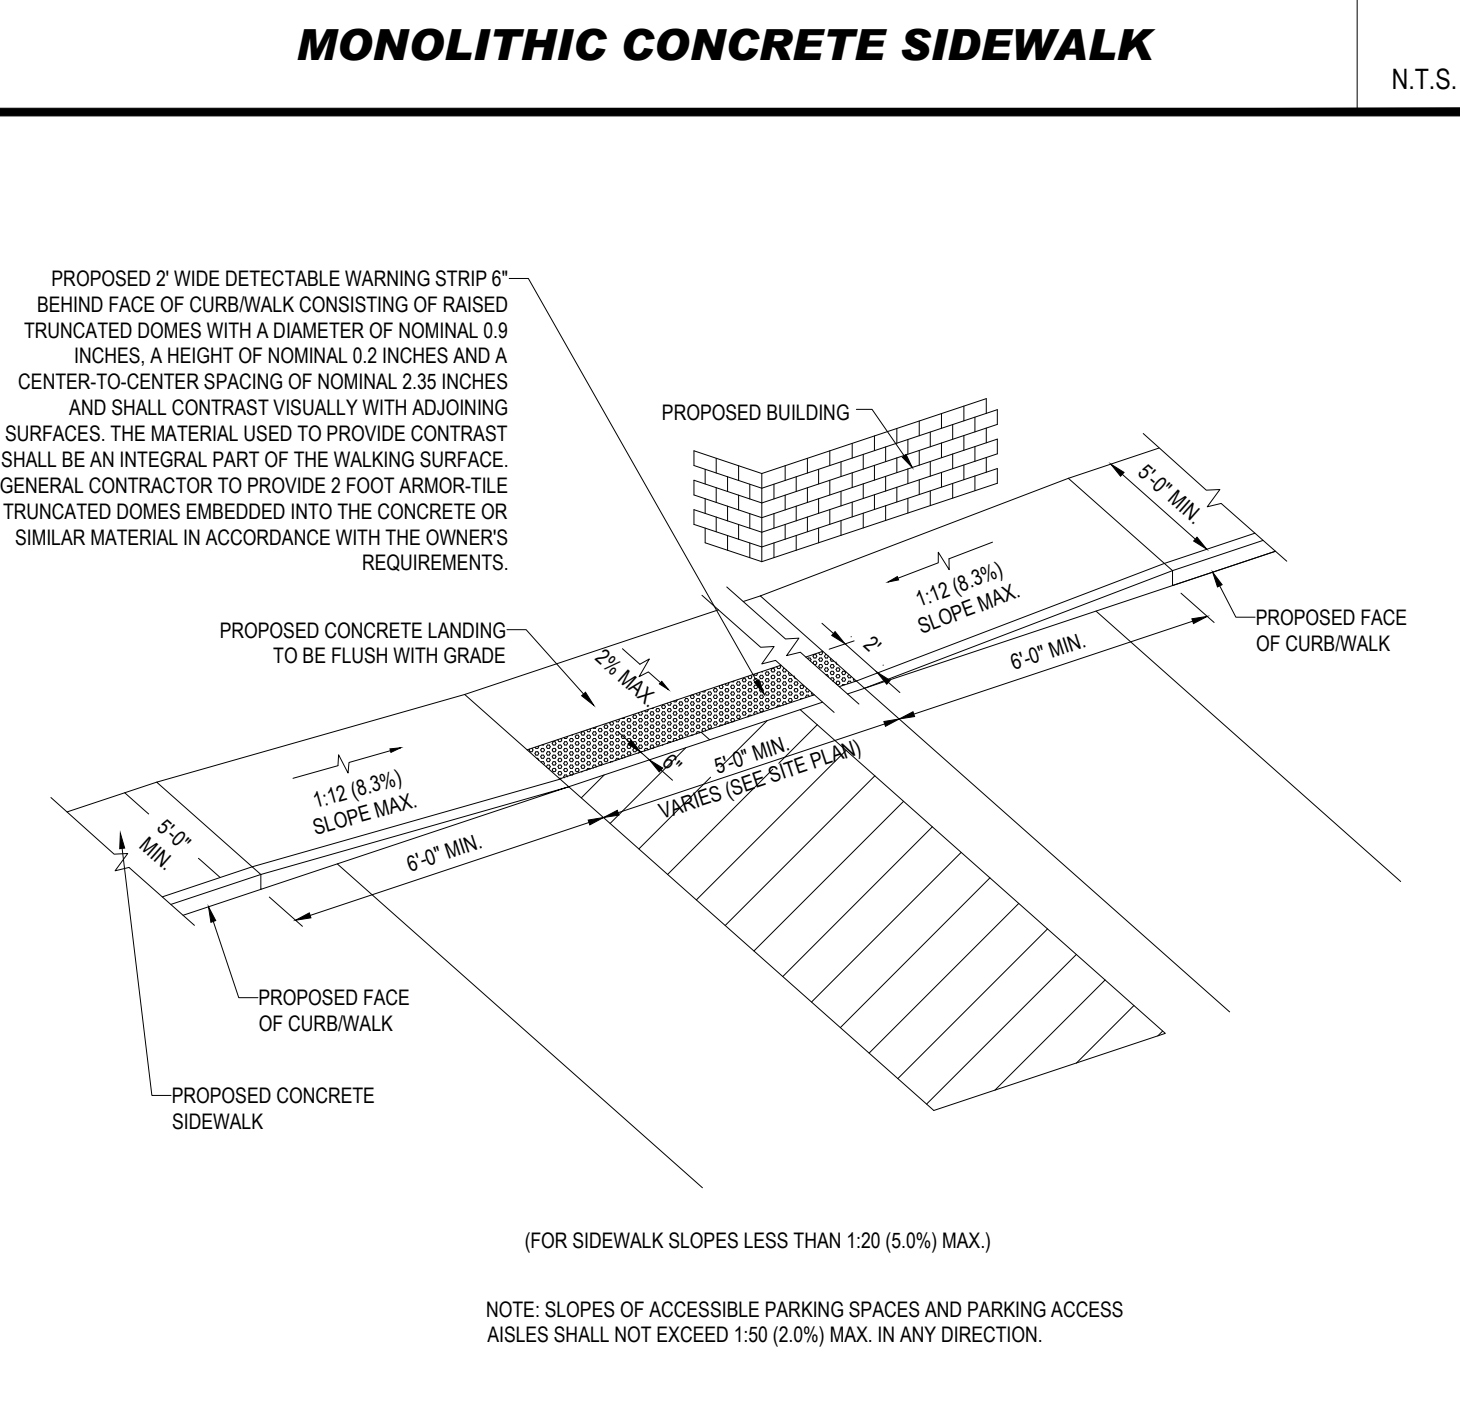 MONOLITHIC CONCRETE SIDEWALK
N.T.S.
PROPOSED 2' WIDE DETECTABLE WARNING STRIP 6"
BEHIND FACE OF CURB/WALK CONSISTING OF RAISED
TRUNCATED DOMES WITH A DIAMETER OF NOMINAL 0.9
INCHES, A HEIGHT OF NOMINAL 0.2 INCHES AND A
CENTER-TO-CENTER SPACING OF NOMINAL 2.35 INCHES
AND SHALL CONTRAST VISUALLY WITH ADJOINING
SURFACES. THE MATERIAL USED TO PROVIDE CONTRAST
SHALL BE AN INTEGRAL PART OF THE WALKING SURFACE.
GENERAL CONTRACTOR TO PROVIDE 2 FOOT ARMOR-TILE
TRUNCATED DOMES EMBEDDED INTO THE CONCRETE OR
SIMILAR MATERIAL IN ACCORDANCE WITH THE OWNER'S
REQUIREMENTS.
PROPOSED BUILDING
5'-0" MIN.
1:12 (8.3%)
SLOPE MAX.
PROPOSED FACE
OF CURB/WALK
PROPOSED CONCRETE LANDING
TO BE FLUSH WITH GRADE
2% MAX.
2'
6'-0" MIN.
6"
5'-0" MIN.
VARIES (SEE SITE PLAN)
1:12 (8.3%)
SLOPE MAX.
5'-0"
MIN.
6'-0" MIN.
PROPOSED FACE
OF CURB/WALK
PROPOSED CONCRETE
SIDEWALK
(FOR SIDEWALK SLOPES LESS THAN 1:20 (5.0%) MAX.)
NOTE: SLOPES OF ACCESSIBLE PARKING SPACES AND PARKING ACCESS
AISLES SHALL NOT EXCEED 1:50 (2.0%) MAX. IN ANY DIRECTION.